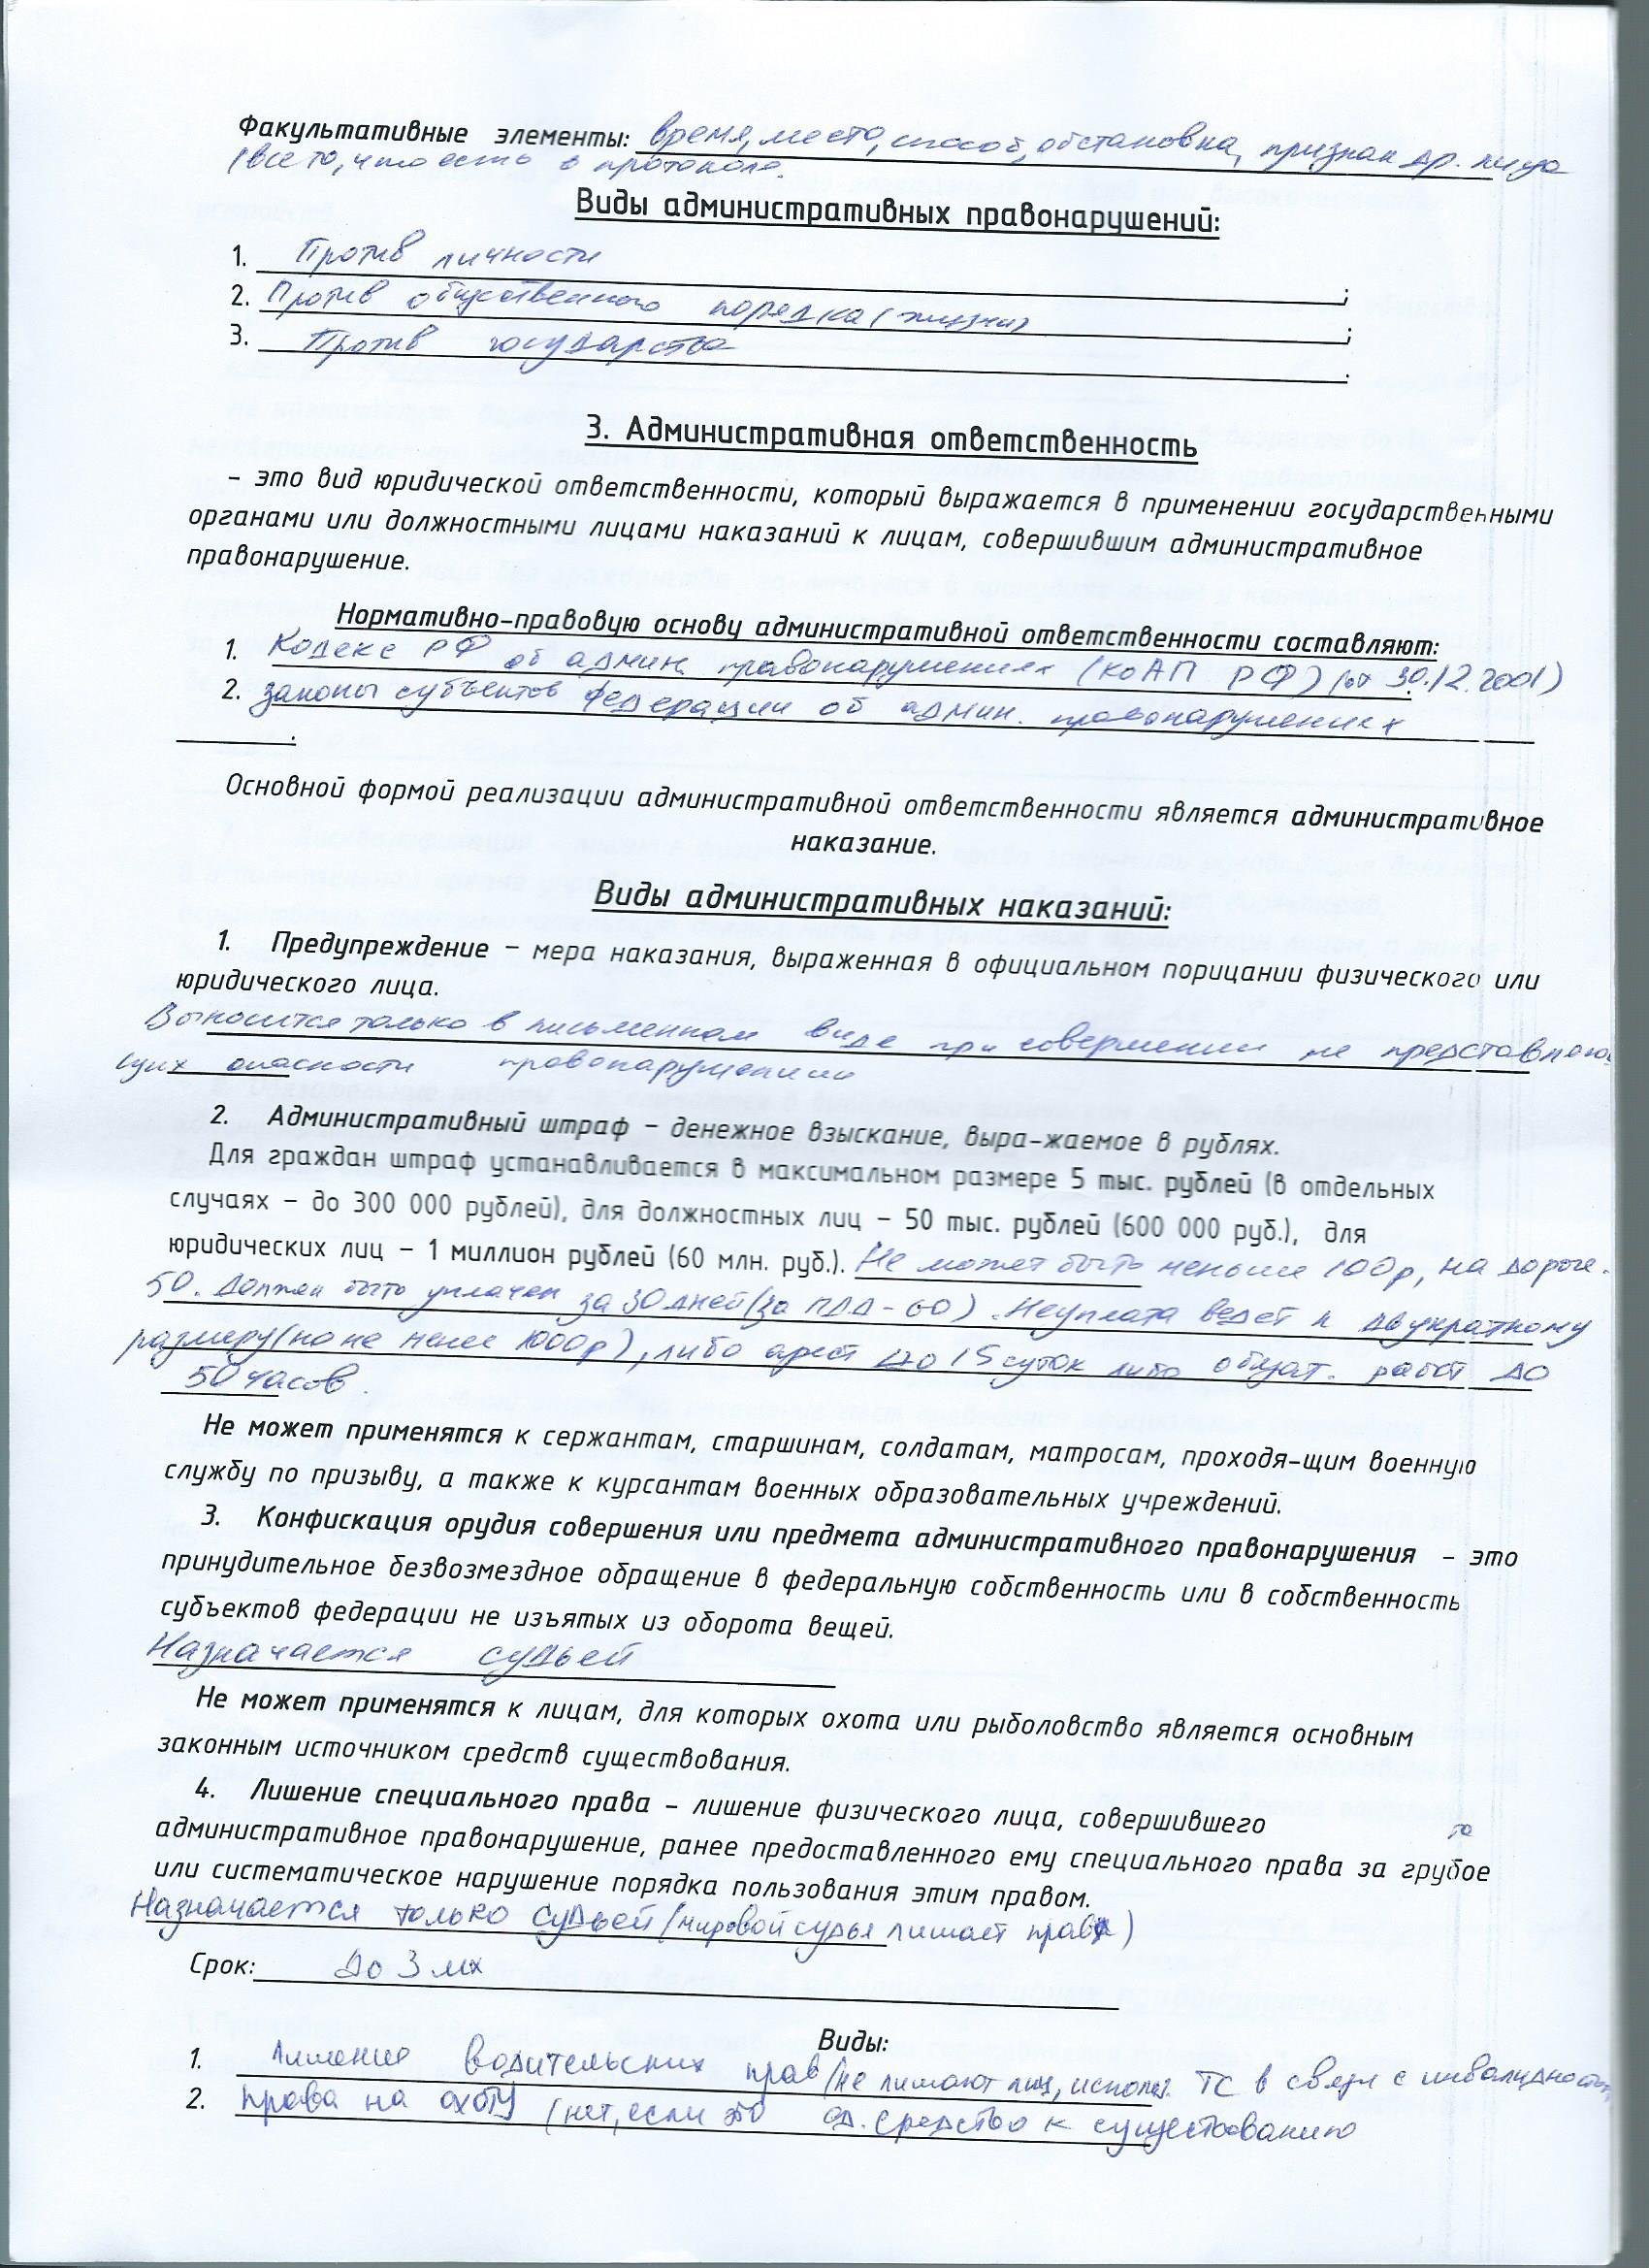 Факультативные элементы: время, место, способ, обстановка, признак др. лица
(все то, что есть в протоколе.
Виды административных правонарушений:
1. Против личности ;
2. Против общественного порядка (жизни) ;
3. Против государства .
3. Административная ответственность
– это вид юридической ответственности, который выражается в применении государственными
органами или должностными лицами наказаний к лицам, совершившим административное
правонарушение.
Нормативно-правовую основу административной ответственности составляют:
1. Кодекс РФ об админ. правонарушениях (КоАП РФ) (от 30.12.2001)
2. законы субъектов Федерации об админ. правонарушениях
.
Основной формой реализации административной ответственности является административное
наказание.
Виды административных наказаний:
1. Предупреждение – мера наказания, выраженная в официальном порицании физического или
юридического лица.
Выносится только в письменном виде при совершении не представляю-
щих опасности правонарушений
2. Административный штраф – денежное взыскание, выра-жаемое в рублях.
Для граждан штраф устанавливается в максимальном размере 5 тыс. рублей (в отдельных
случаях – до 300 000 рублей), для должностных лиц – 50 тыс. рублей (600 000 руб.), для
юридических лиц – 1 миллион рублей (60 млн. руб.). Не может быть меньше 100р, на дороге.
50. Должен быть уплачен за 30 дней (за ПДД - 60). Неуплата ведет к двукратному
размеру (но не менее 1000р), либо арест до 15 суток либо обязат. работ до
50 часов.
Не может применятся к сержантам, старшинам, солдатам, матросам, проходя-щим военную
службу по призыву, а также к курсантам военных образовательных учреждений.
3. Конфискация орудия совершения или предмета административного правонарушения – это
принудительное безвозмездное обращение в федеральную собственность или в собственность
субъектов федерации не изъятых из оборота вещей.
Назначается судьей
Не может применятся к лицам, для которых охота или рыболовство является основным
законным источником средств существования.
4. Лишение специального права – лишение физического лица, совершившего
административное правонарушение, ранее предоставленного ему специального права за грубое
или систематическое нарушение порядка пользования этим правом.
Назначается только судьей (мировой судья лишает права)
Срок: До 3 лих
Виды:
1. Лишение водительских прав (не лишают лиц, использ. ТС в связи с инвалидностью
2. права на охоту (нет, если это ед. средство к существованию